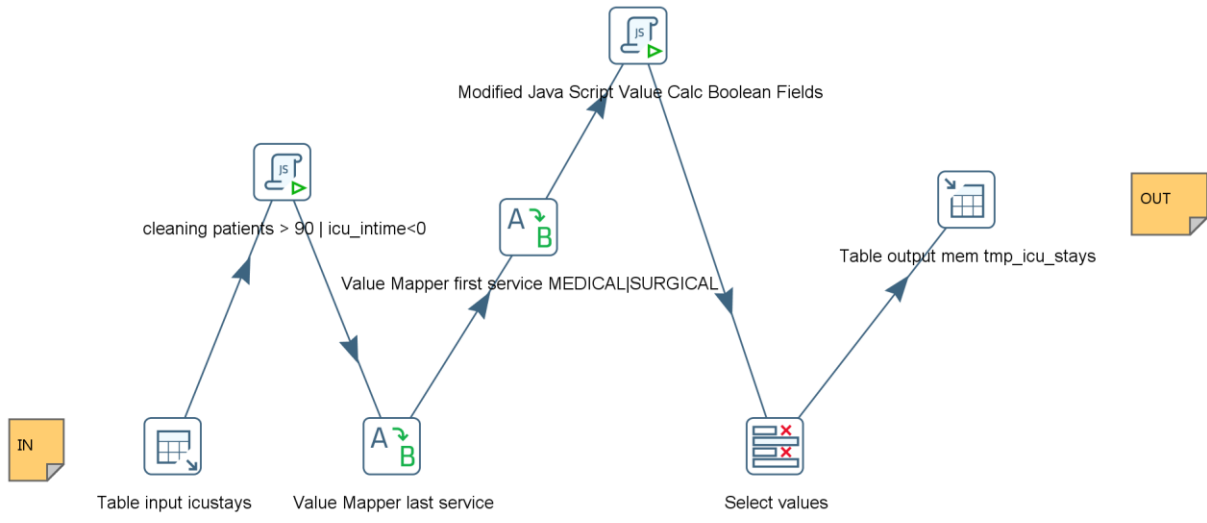 JS
Modified Java Script Value Calc Boolean Fields
JS
cleaning patients > 90 | icu_intime<0
A
B
Value Mapper first service MEDICAL|SURGICAL
Table output mem tmp_icu_stays
OUT
IN
Table input icustays
A
B
Value Mapper last service
Select values